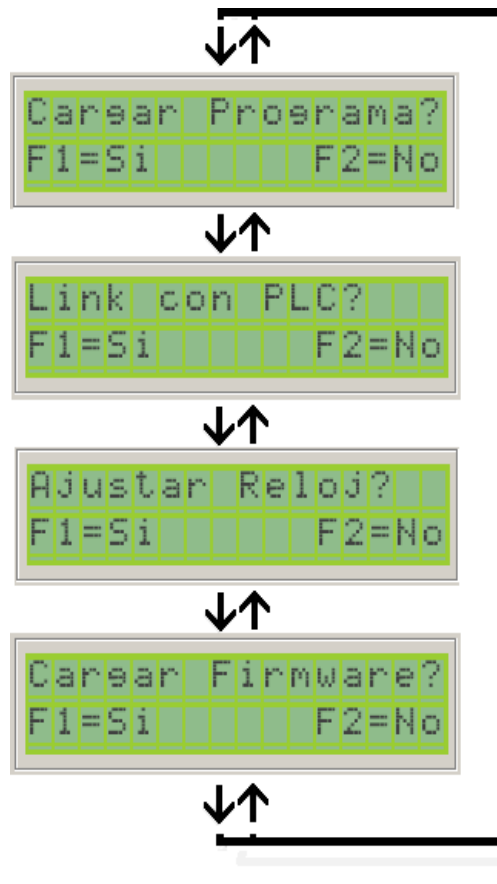 Cargar Programa?
F1=Si F2=No
Link con PLC?
F1=Si F2=No
Ajustar Reloj?
F1=Si F2=No
Cargar Firmware?
F1=Si F2=No